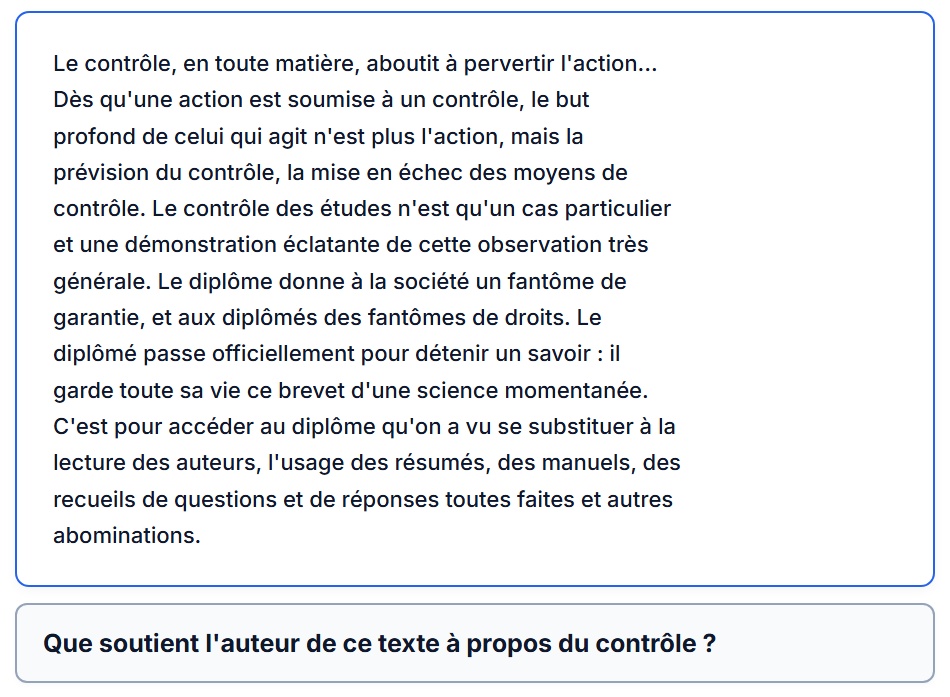 Le contrôle, en toute matière, aboutit à pervertir l'action...
Dès qu'une action est soumise à un contrôle, le but
profond de celui qui agit n'est plus l'action, mais la
prévision du contrôle, la mise en échec des moyens de
contrôle. Le contrôle des études n'est qu'un cas particulier
et une démonstration éclatante de cette observation très
générale. Le diplôme donne à la société un fantôme de
garantie, et aux diplômés des fantômes de droits. Le
diplômé passe officiellement pour détenir un savoir : il
garde toute sa vie ce brevet d'une science momentanée.
C'est pour accéder au diplôme qu'on a vu se substituer à la
lecture des auteurs, l'usage des résumés, des manuels, des
recueils de questions et de réponses toutes faites et autres
abominations.
Que soutient l'auteur de ce texte à propos du contrôle ?